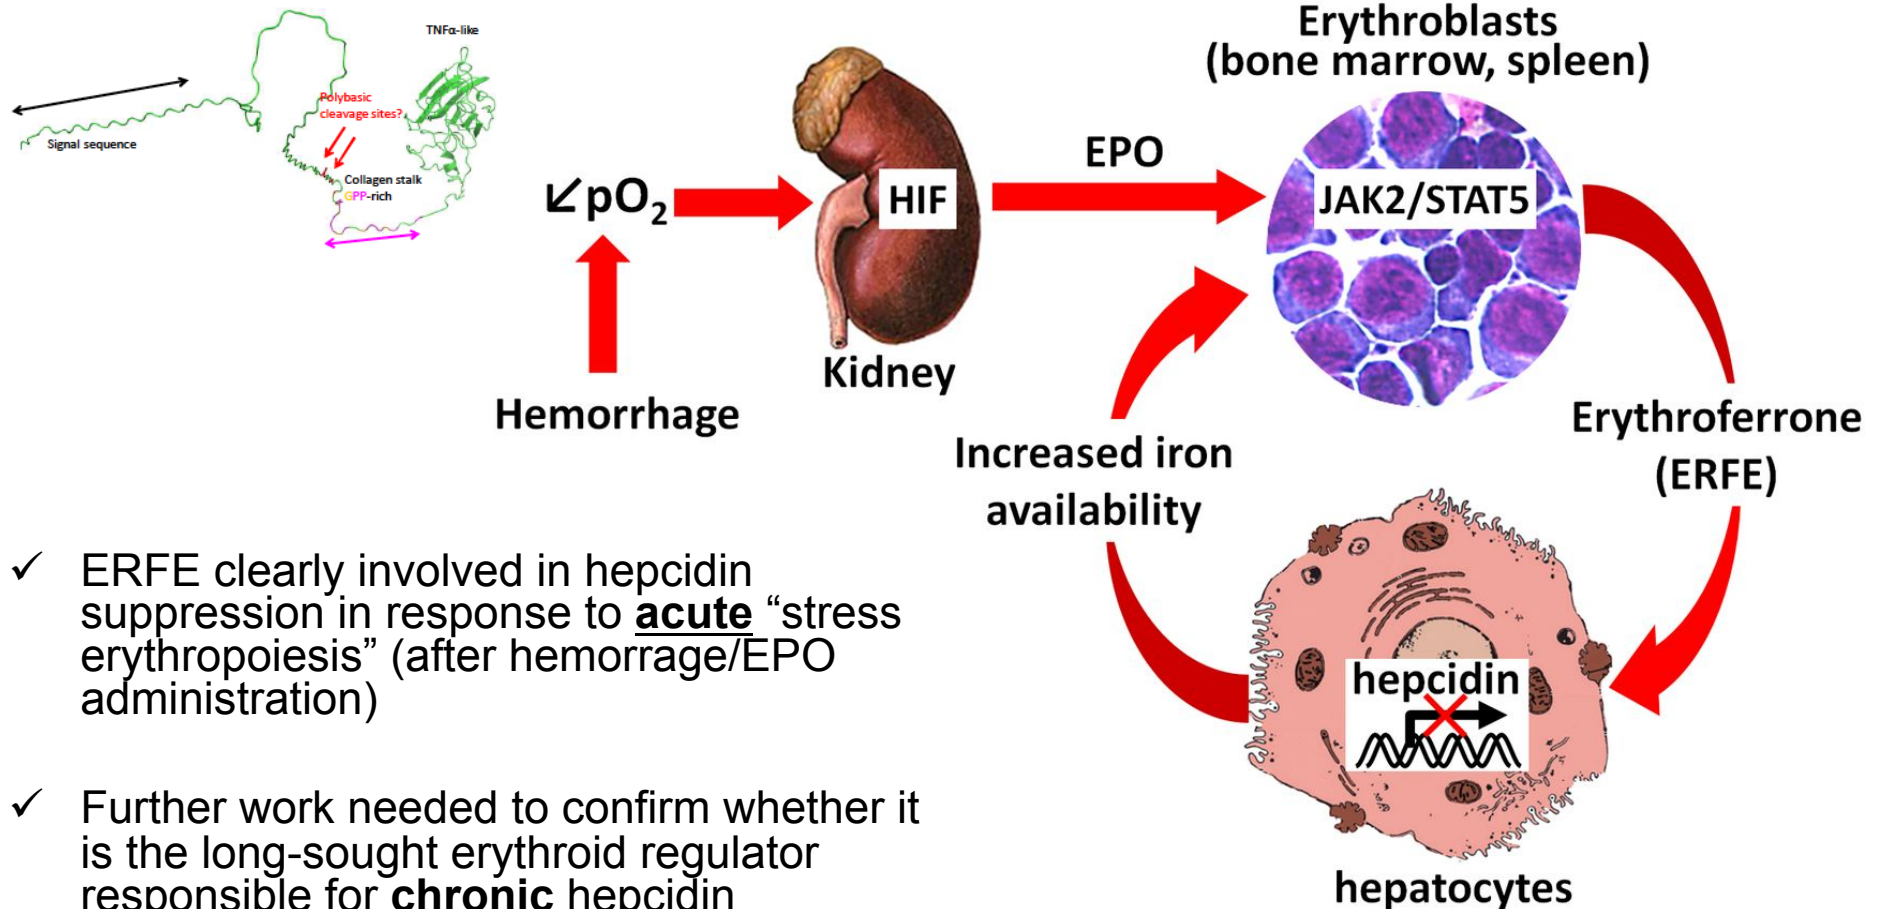 TNFα-like
Polybasic
cleavage sites?
Signal sequence
Collagen stalk
GPP-rich
↙pO₂
Hemorrhage
HIF
Kidney
EPO
Erythroblasts
(bone marrow, spleen)
JAK2/STAT5
Erythroferrone
(ERFE)
Increased iron
availability
hepcidin
hepatocytes
✓ ERFE clearly involved in hepcidin
suppression in response to acute “stress
erythropoiesis” (after hemorrage/EPO
administration)
✓ Further work needed to confirm whether it
is the long-sought erythroid regulator
responsible for chronic hepcidin